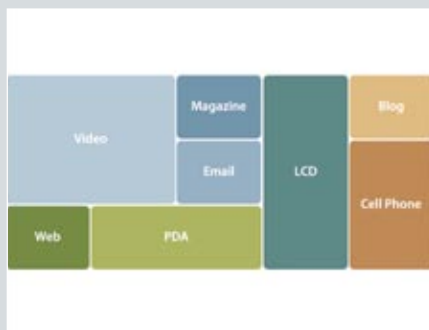 Video
Magazine
Email
LCD
Blog
Cell Phone
Web
PDA